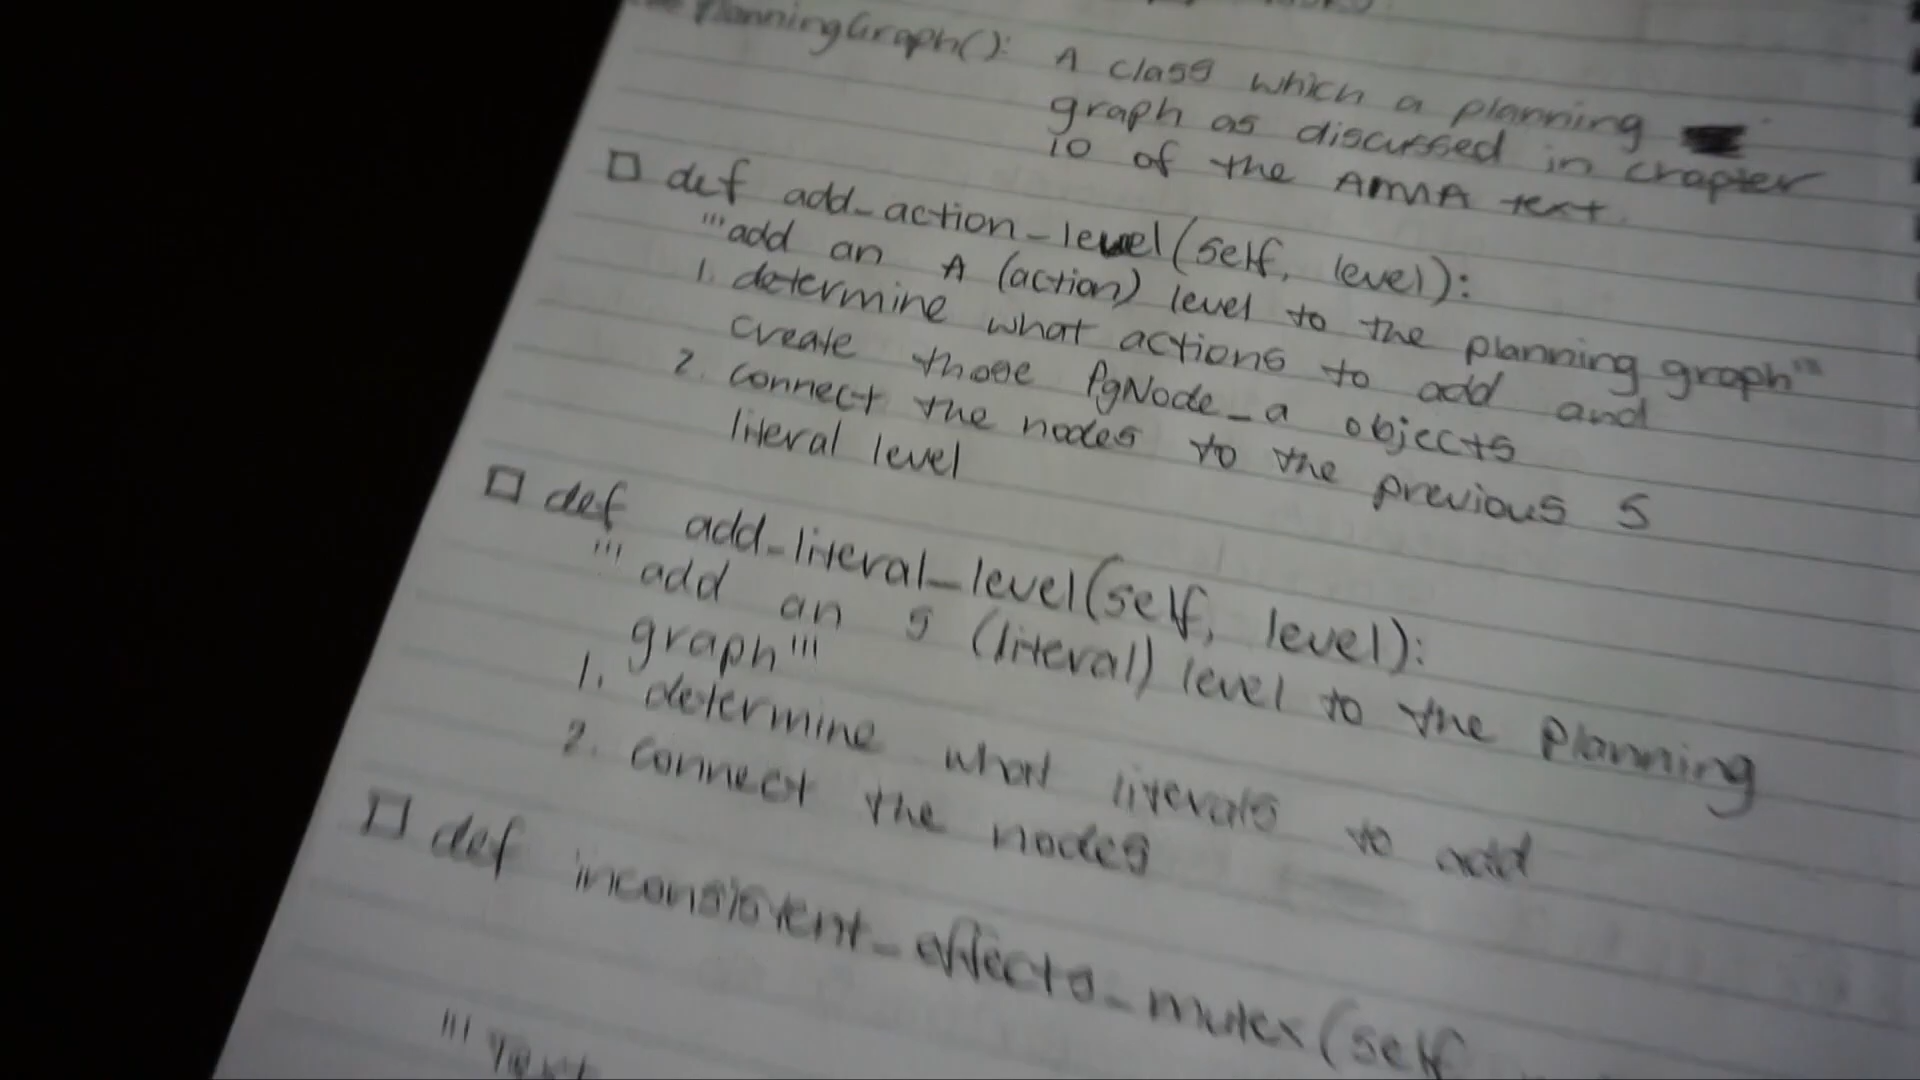 PlanningGraph(): A class which a planning
graph as discussed in crapter
10 of the AMA text.
□ def add_action_level(self, level):
'''add an A (action) level to the planning graph'''
1. determine what actions to add and
create those PgNode_a objects
2. connect the nodes to the previous S
literal level
□ def add_literal_level(self, level):
''' add an S (literal) level to the planning
graph'''
1. determine what literals to add
2. connect the nodes
□ def inconsistent_effects_mutex(self
''' Test